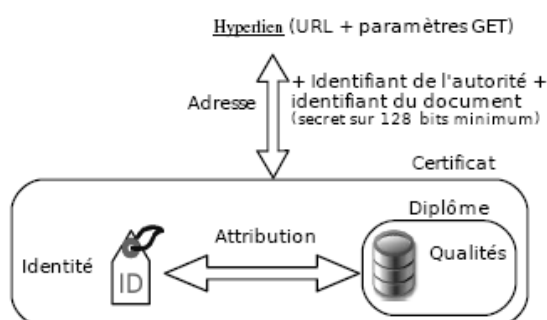 Hyperlien (URL + paramètres GET)
Adresse
+ Identifiant de l'autorité +
identifiant du document
(secret sur 128 bits minimum)
Certificat
Diplôme
Attribution
Qualités
Identité
ID